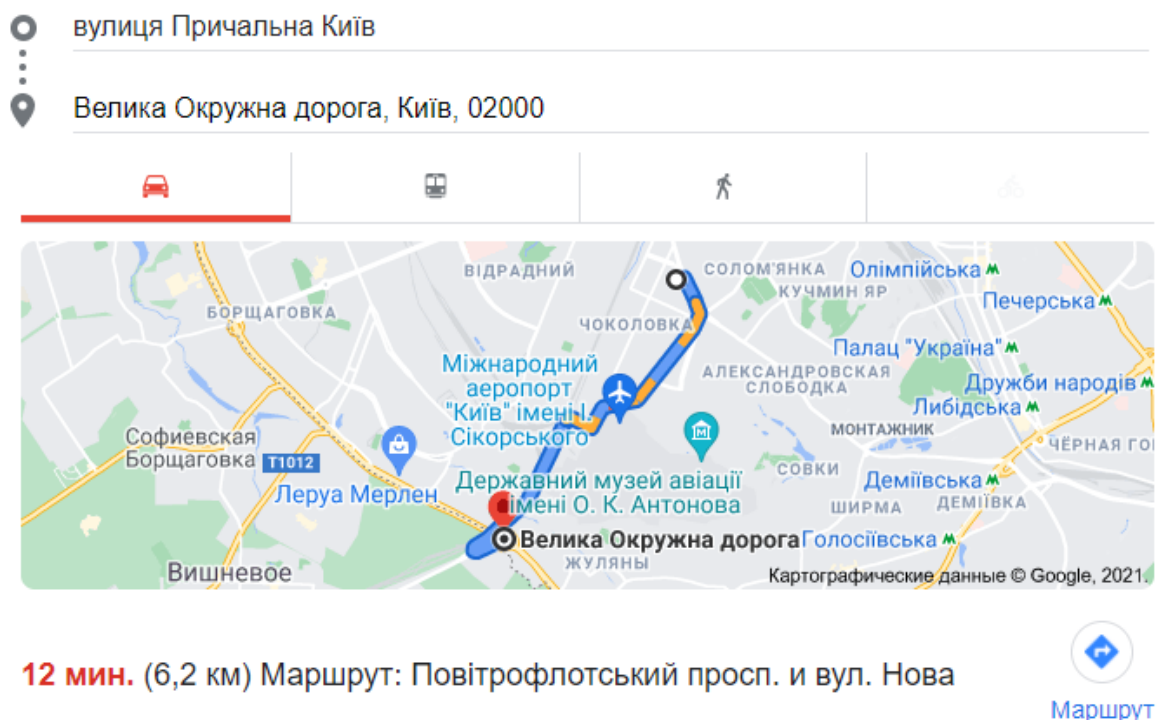 вулиця Причальна Київ
Велика Окружна дорога, Київ, 02000
ВІДРАДНИЙ
СОЛОМ'ЯНКА
Олімпійська
КУЧМИН ЯР
Печерська
БОРЩАГОВКА
ЧОКОЛОВКА
Палац "Україна"
Міжнародний
аеропорт
"Київ" імені І.
Сікорського
АЛЕКСАНДРОВСКАЯ
СЛОБОДКА
Дружби народів
Либідська
МОНТАЖНИК
Софиевская
Борщаговка
T1012
ЧЁРНАЯ ГО
Леруа Мерлен
Державний музей авіації
імені О. К. Антонова
СОВКИ
Деміївська
ШИРМА
ДЕМІЇВКА
Велика Окружна дорога
Голосіївська
ЖУЛЯНЫ
Вишневое
Картографические данные © Google, 2021.
12 мин. (6,2 км) Маршрут: Повітрофлотський просп. и вул. Нова
Маршрут